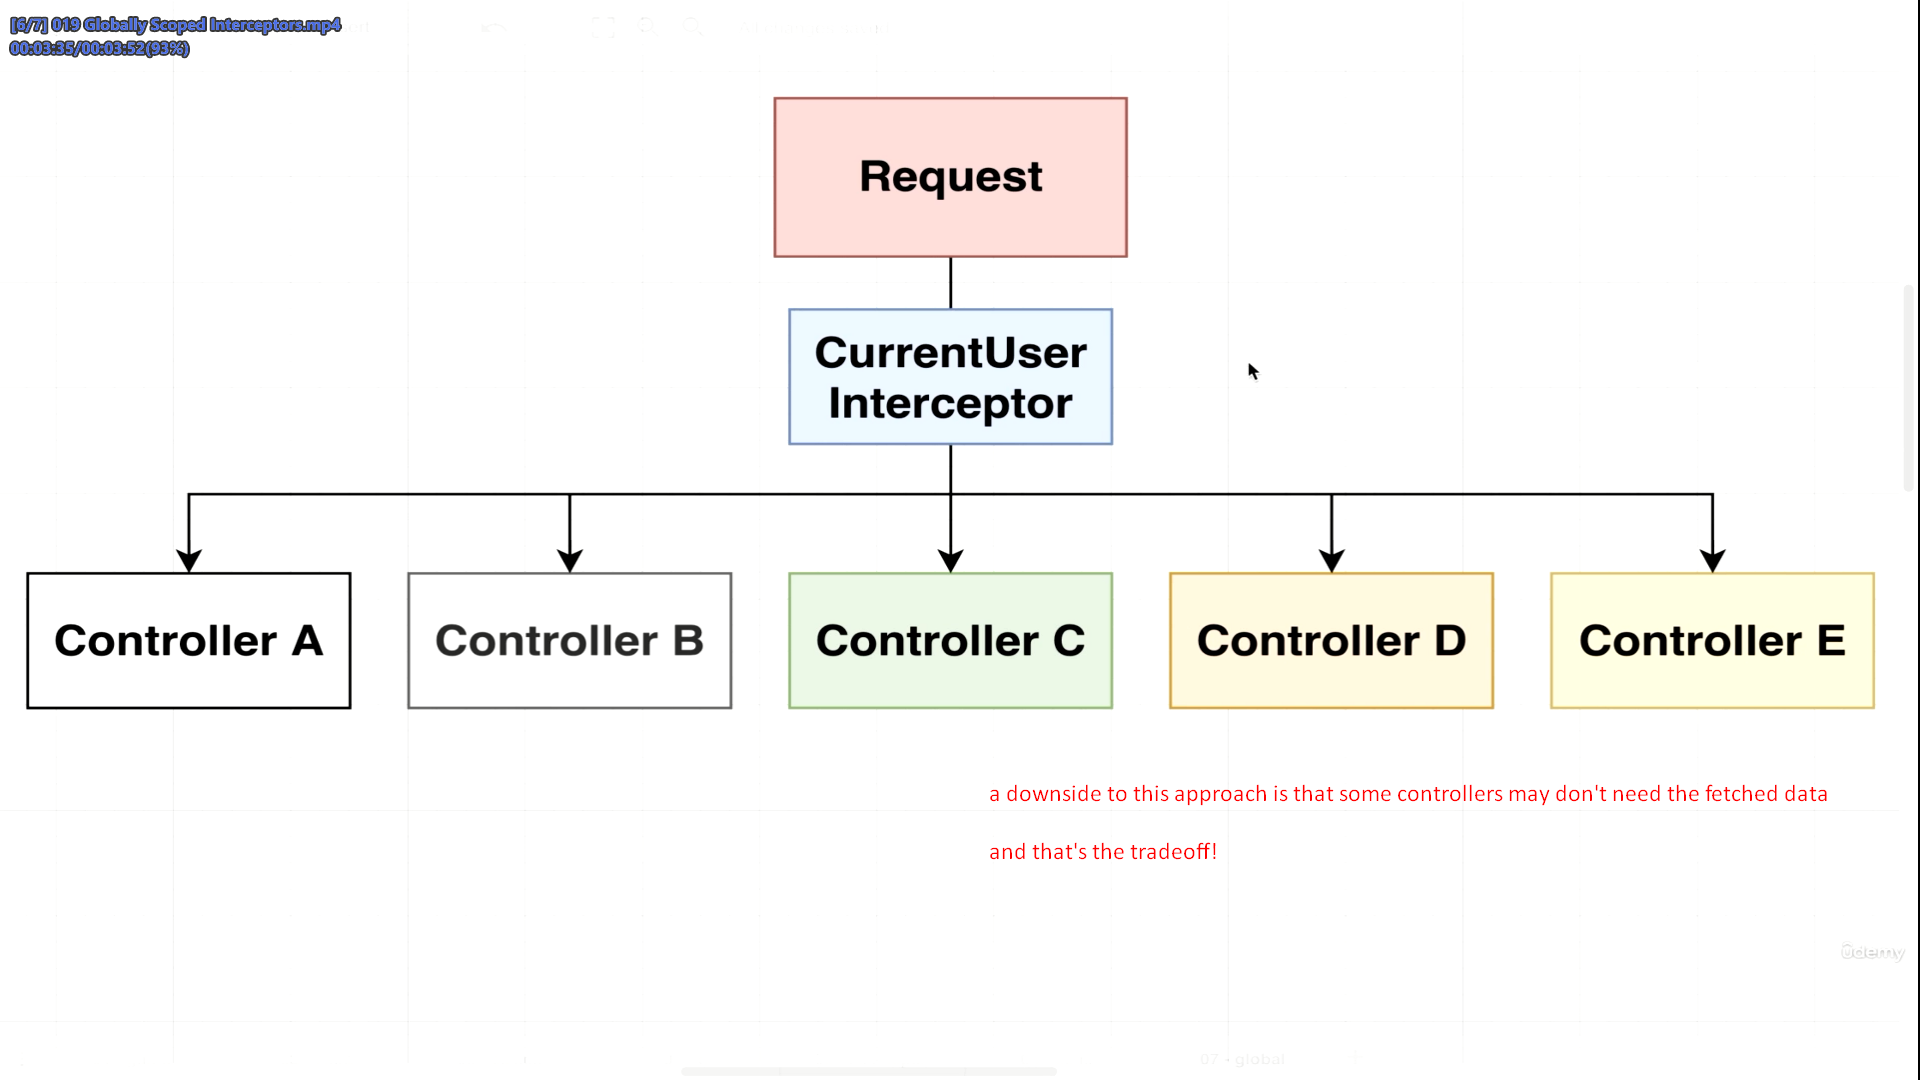 [6/7] 019 Globally Scoped Interceptors.mp4
00:03:35/00:03:52(93%)
Request
CurrentUser
Interceptor
Controller A
Controller B
Controller C
Controller D
Controller E
a downside to this approach is that some controllers may don't need the fetched data
and that's the tradeoff!
ûdemy
07 - global